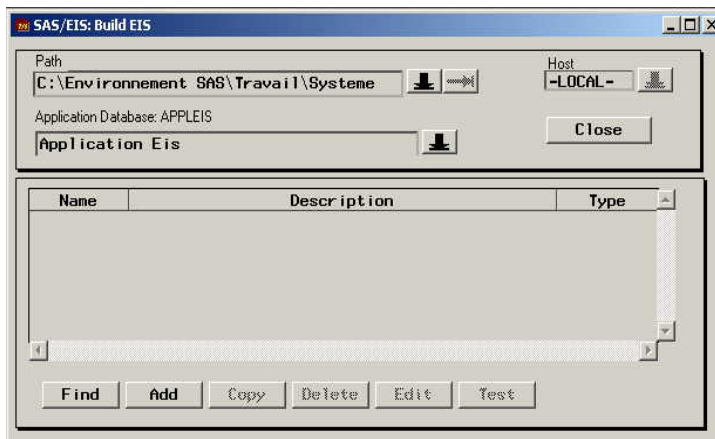 SAS/EIS: Build EIS
Path
Host
C:\Environnement SAS\Travail\Systeme
-LOCAL-
Application Database: APPLEIS
Close
Application Eis
Name Description Type
Find Add Copy Delete Edit Test